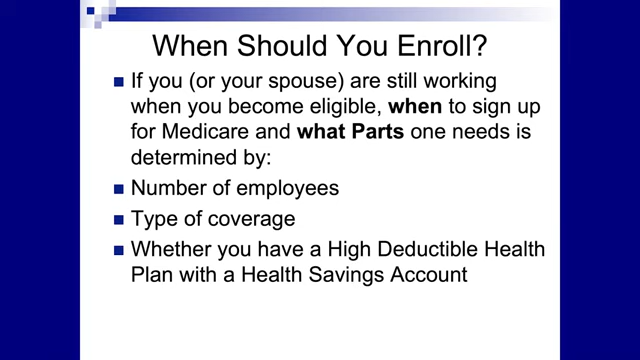 When Should You Enroll?
If you (or your spouse) are still working
when you become eligible, when to sign up
for Medicare and what Parts one needs is
determined by:
Number of employees
Type of coverage
Whether you have a High Deductible Health
Plan with a Health Savings Account